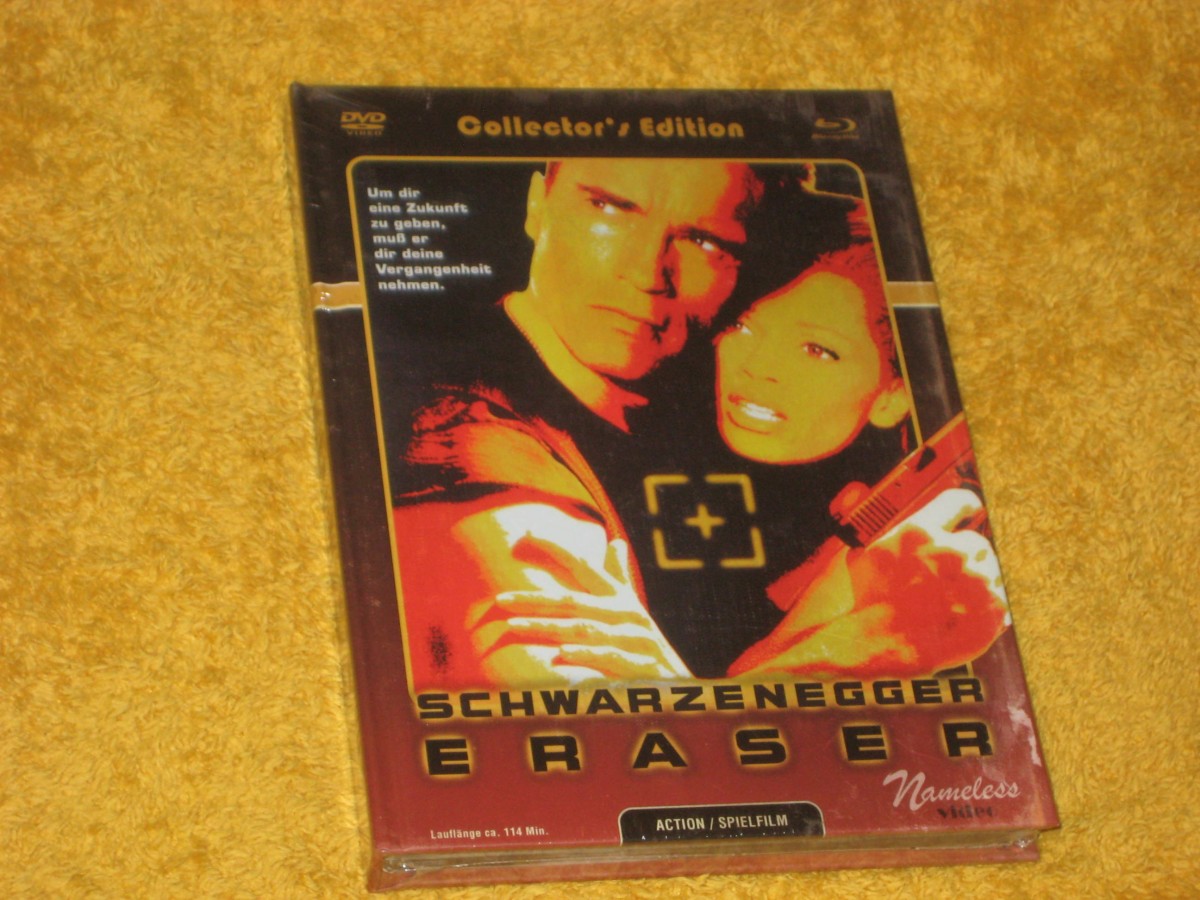 DVD
VIDEO
Collector's Edition
Um dir
eine Zukunft
zu geben,
muß er
dir deine
Vergangenheit
nehmen.
SCHWARZENEGGER
ERASER
Nameless
video
Lauflänge ca. 114 Min.
ACTION / SPIELFILM